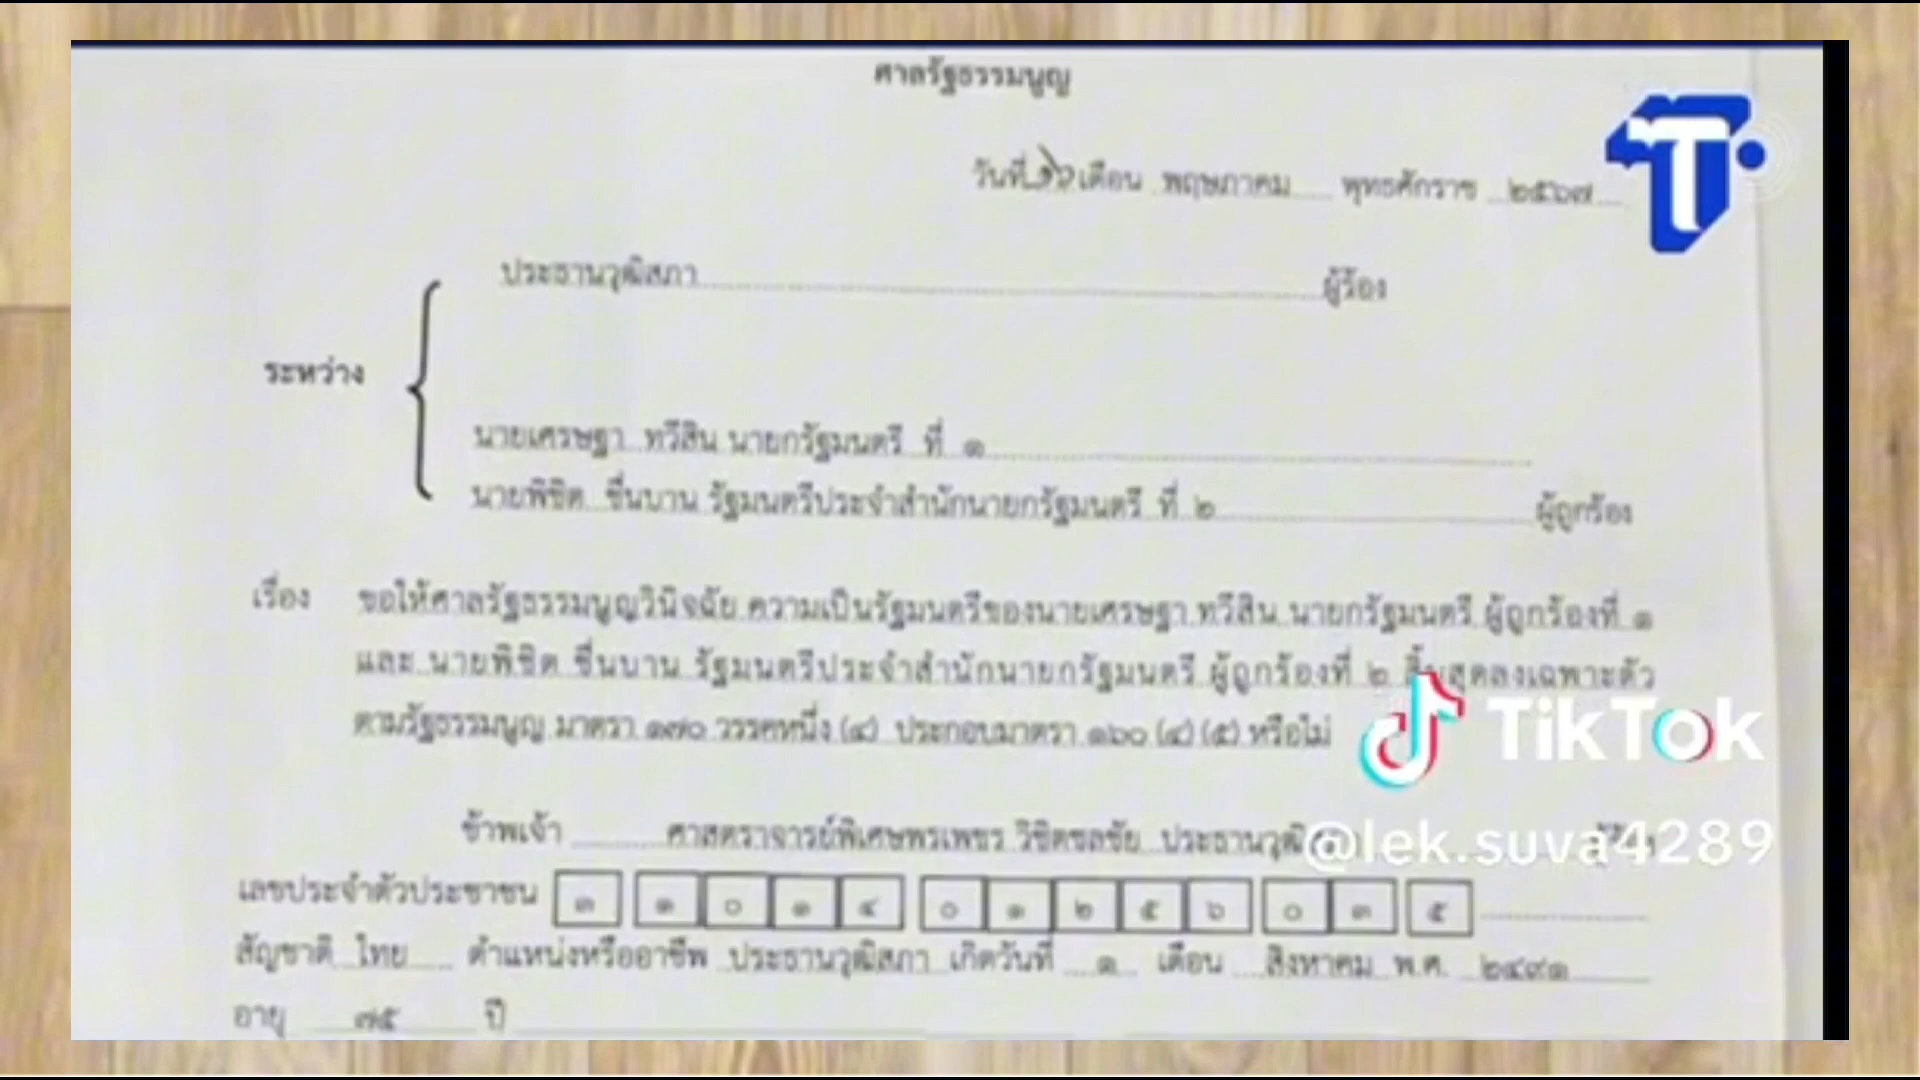 ศาลรัฐธรรมนูญ
วันที่ ๑๖ เดือน พฤษภาคม พุทธศักราช ๒๕๖๗
ประธานวุฒิสภา ผู้ร้อง
ระหว่าง
นายเศรษฐา ทวีสิน นายกรัฐมนตรี ที่ ๑
นายพิชิต ชื่นบาน รัฐมนตรีประจำสำนักนายกรัฐมนตรี ที่ ๒ ผู้ถูกร้อง
เรื่อง ขอให้ศาลรัฐธรรมนูญวินิจฉัย ความเป็นรัฐมนตรีของนายเศรษฐา ทวีสิน นายกรัฐมนตรี ผู้ถูกร้องที่ ๑
และ นายพิชิต ชื่นบาน รัฐมนตรีประจำสำนักนายกรัฐมนตรี ผู้ถูกร้องที่ ๒ สิ้นสุดลงเฉพาะตัว
ตามรัฐธรรมนูญ มาตรา ๑๗๐ วรรคหนึ่ง (๔) ประกอบมาตรา ๑๖๐ (๔) (๕) หรือไม่
TikTok
ข้าพเจ้า ศาสตราจารย์พิเศษพรเพชร วิชิตชลชัย
@lek.suva4289
เลขประจำตัวประชาชน ๓ ๑ ๐ ๑ ๔ ๐ ๑ ๒ ๕ ๖ ๐ ๓ ๕
สัญชาติ ไทย ตำแหน่งหรืออาชีพ ประธานวุฒิสภา เกิดวันที่ ๑ เดือน สิงหาคม พ.ศ. ๒๔๙๑
อายุ ๗๕ ปี